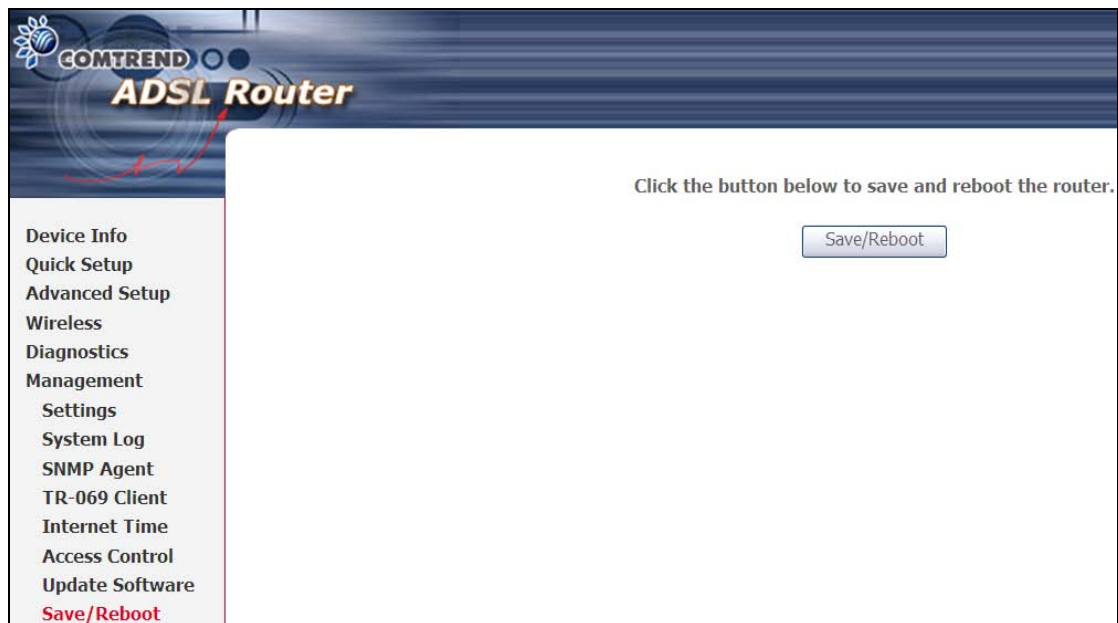 COMTREND
ADSL Router
Click the button below to save and reboot the router.
Save/Reboot
Device Info
Quick Setup
Advanced Setup
Wireless
Diagnostics
Management
Settings
System Log
SNMP Agent
TR-069 Client
Internet Time
Access Control
Update Software
Save/Reboot